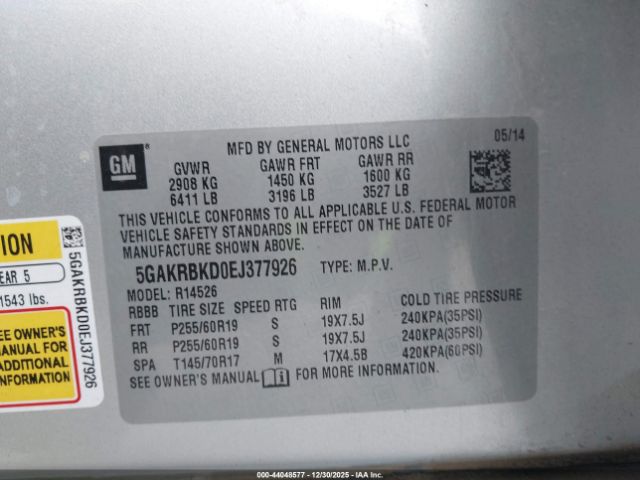 MFD BY GENERAL MOTORS LLC 05/14
GM
GVWR GAWR FRT GAWR RR
2908 KG 1450 KG 1600 KG
6411 LB 3196 LB 3527 LB
THIS VEHICLE CONFORMS TO ALL APPLICABLE U.S. FEDERAL MOTOR
VEHICLE SAFETY STANDARDS IN EFFECT ON THE DATE OF
MANUFACTURE SHOWN ABOVE.
5GAKRBKD0EJ377926 TYPE: M.P.V.
MODEL: R14526
RBBB TIRE SIZE SPEED RTG RIM COLD TIRE PRESSURE
FRT P255/60R19 S 19X7.5J 240KPA(35PSI)
RR P255/60R19 S 19X7.5J 240KPA(35PSI)
SPA T145/70R17 M 17X4.5B 420KPA(60PSI)
SEE OWNER'S MANUAL FOR MORE INFORMATION.
TION
EAR 5
1543 lbs.
SEE OWNER'S
MANUAL FOR
ADDITIONAL
INFORMATION
5GAKRBKD0EJ377926
000-44048577 - 12/30/2025 - IAA Inc.